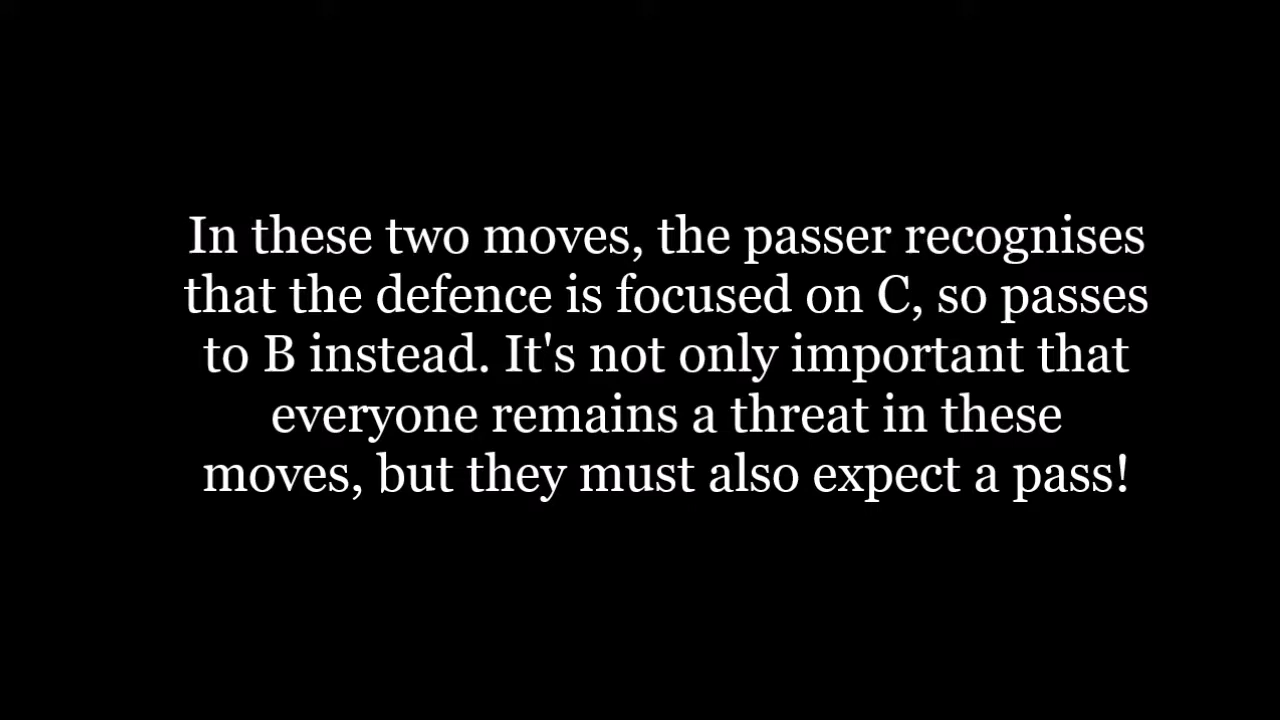 In these two moves, the passer recognises
that the defence is focused on C, so passes
to B instead. It's not only important that
everyone remains a threat in these
moves, but they must also expect a pass!